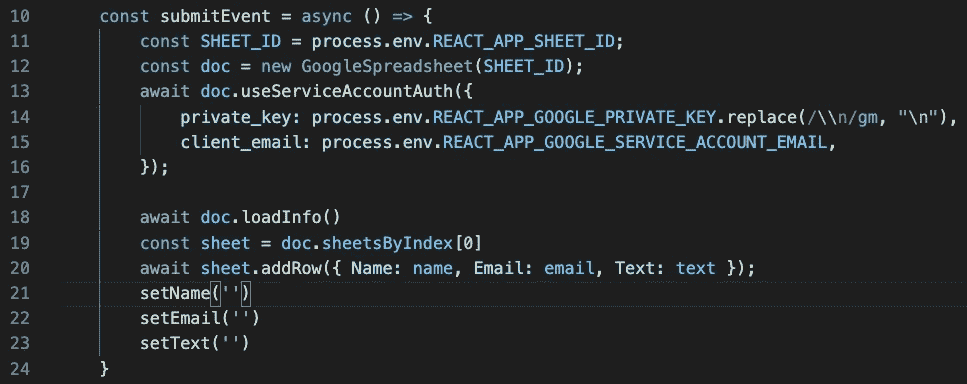 10 const submitEvent = async () => {
11 const SHEET_ID = process.env.REACT_APP_SHEET_ID;
12 const doc = new GoogleSpreadsheet(SHEET_ID);
13 await doc.useServiceAccountAuth({
14 private_key: process.env.REACT_APP_GOOGLE_PRIVATE_KEY.replace(/\\n/gm, "\n"),
15 client_email: process.env.REACT_APP_GOOGLE_SERVICE_ACCOUNT_EMAIL,
16 });
17
18 await doc.loadInfo()
19 const sheet = doc.sheetsByIndex[0]
20 await sheet.addRow({ Name: name, Email: email, Text: text });
21 setName('')
22 setEmail('')
23 setText('')
24 }